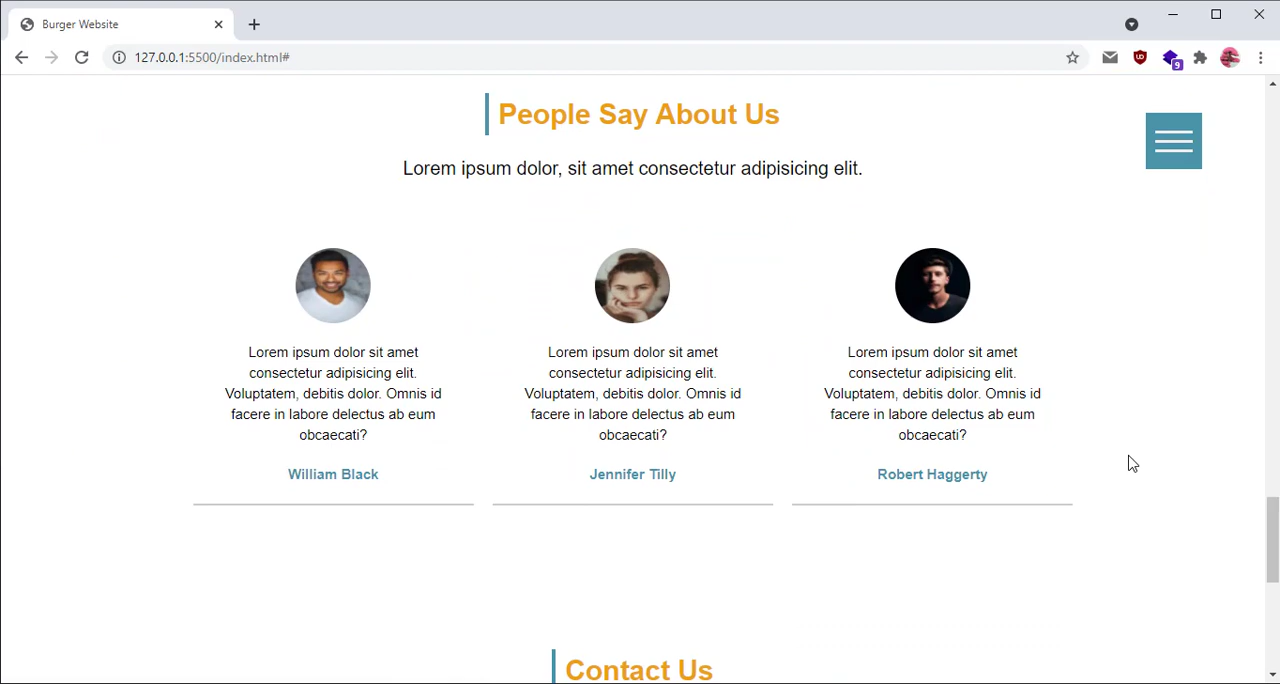 Burger Website
127.0.0.1:5500/index.html#
9
People Say About Us
Lorem ipsum dolor, sit amet consectetur adipisicing elit.
Lorem ipsum dolor sit amet
consectetur adipisicing elit.
Voluptatem, debitis dolor. Omnis id
facere in labore delectus ab eum
obcaecati?
William Black
Lorem ipsum dolor sit amet
consectetur adipisicing elit.
Voluptatem, debitis dolor. Omnis id
facere in labore delectus ab eum
obcaecati?
Jennifer Tilly
Lorem ipsum dolor sit amet
consectetur adipisicing elit.
Voluptatem, debitis dolor. Omnis id
facere in labore delectus ab eum
obcaecati?
Robert Haggerty
Contact Us